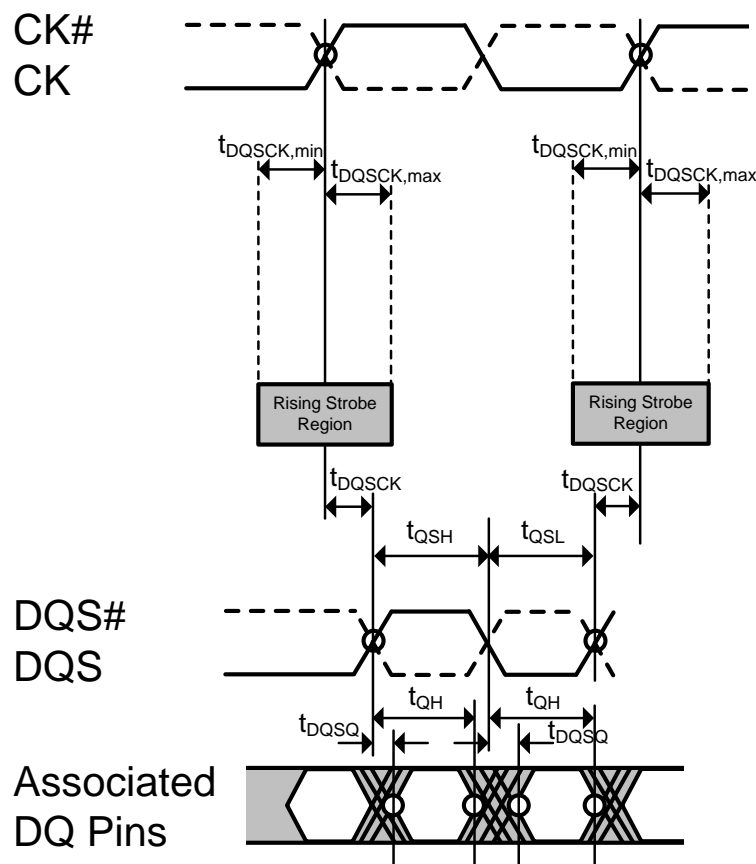 CK#
CK
tDQSCK,min
tDQSCK,max
tDQSCK,min
tDQSCK,max
Rising Strobe
Region
Rising Strobe
Region
tDQSCK
tDQSCK
tQSH
tQSL
DQS#
DQS
tQH
tQH
tDQSQ
tDQSQ
Associated
DQ Pins